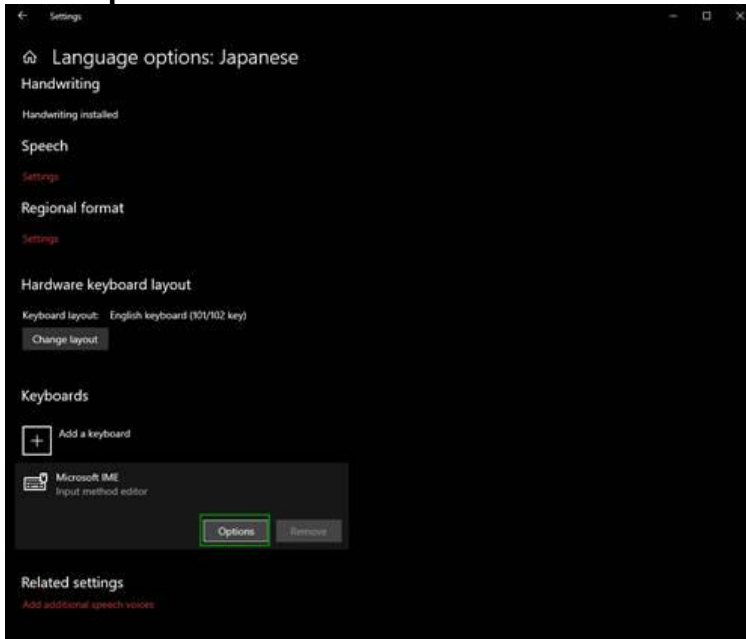 Settings
Language options: Japanese
Handwriting
Handwriting installed
Speech
Settings
Regional format
Settings
Hardware keyboard layout
Keyboard layout: English keyboard (101/102 key)
Change layout
Keyboards
Add a keyboard
Microsoft IME
Input method editor
Options Remove
Related settings
Add additional speech voices